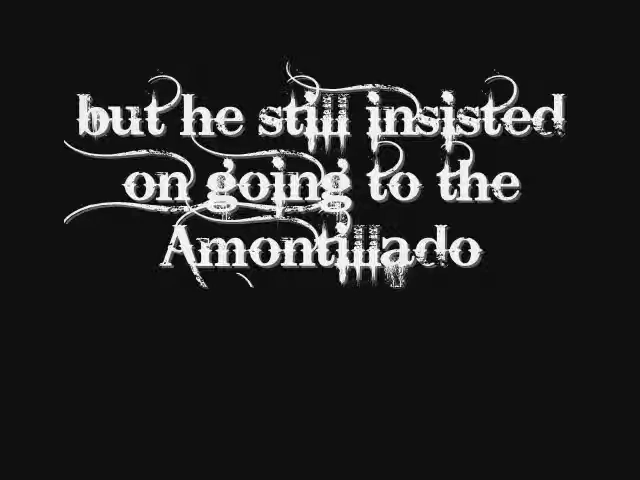 but he still insisted
on going to the
Amontillado